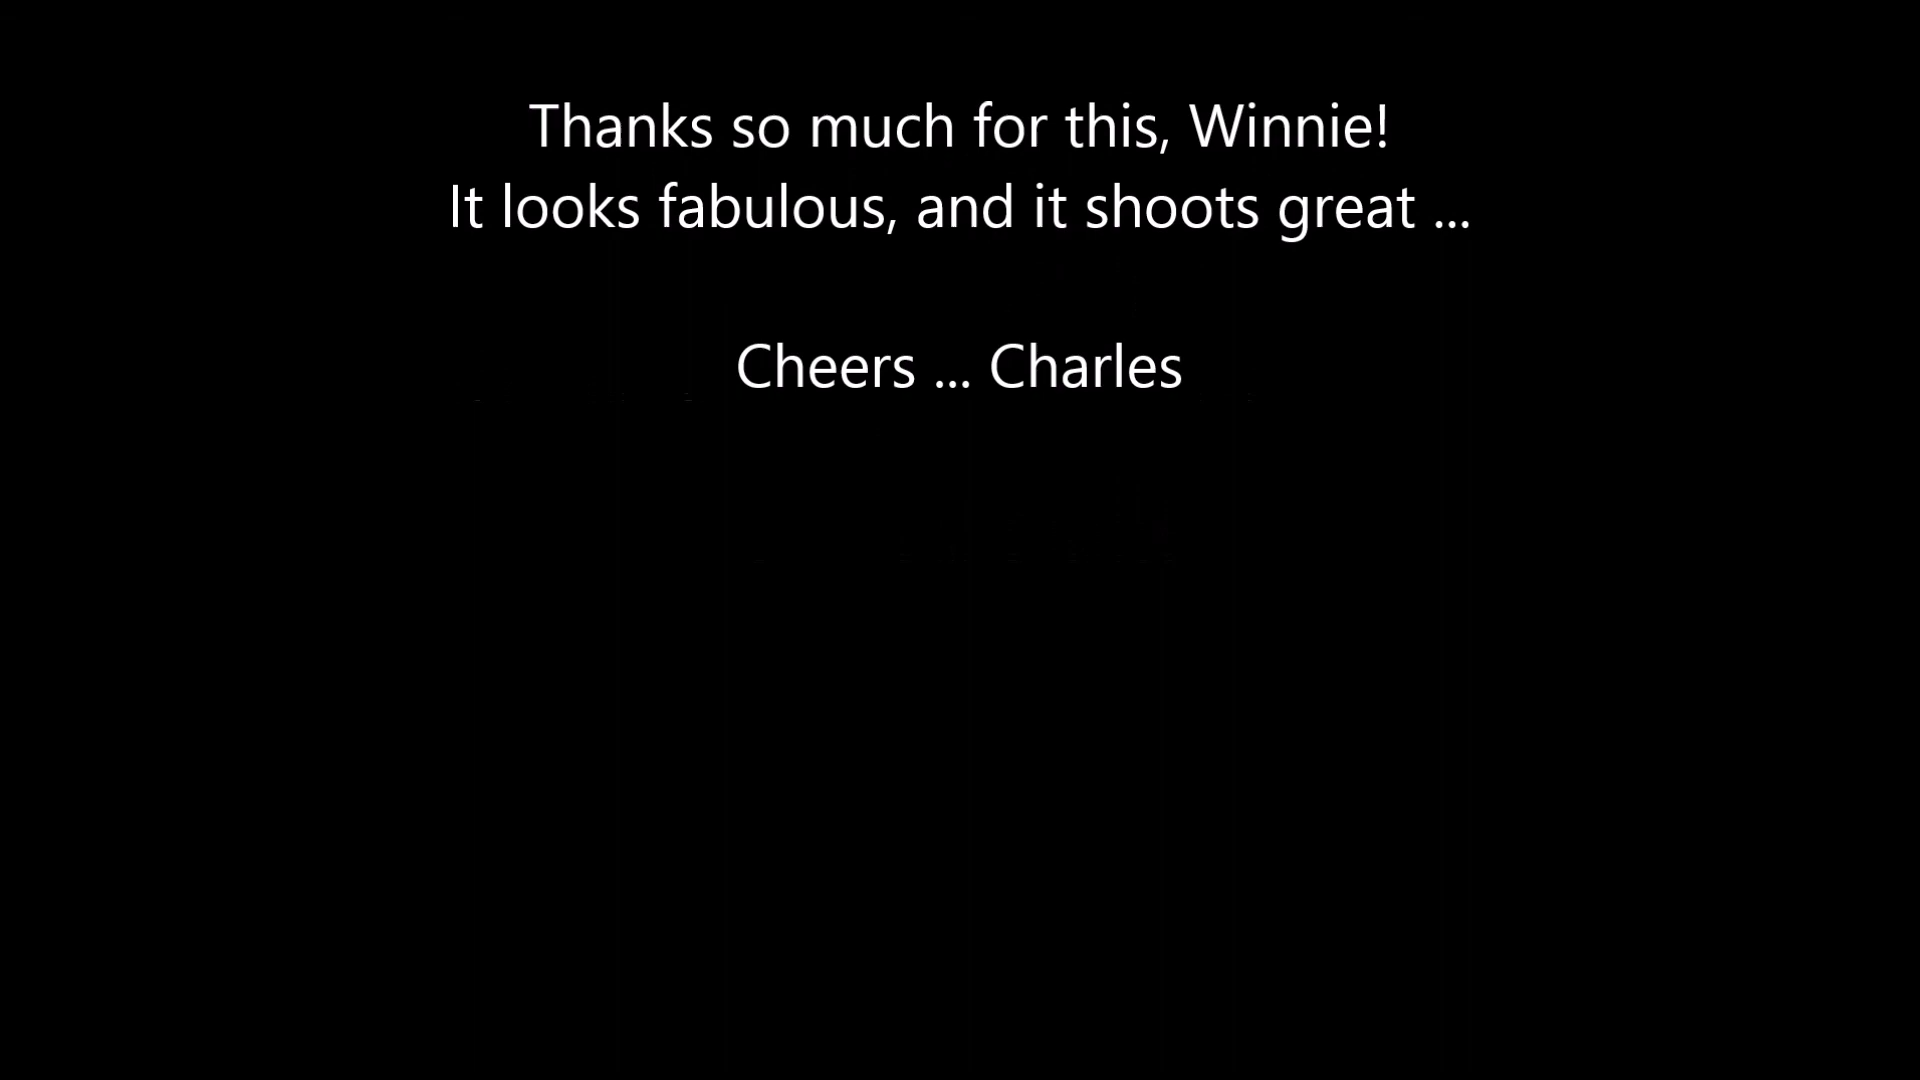 Thanks so much for this, Winnie!
It looks fabulous, and it shoots great ...
Cheers ... Charles